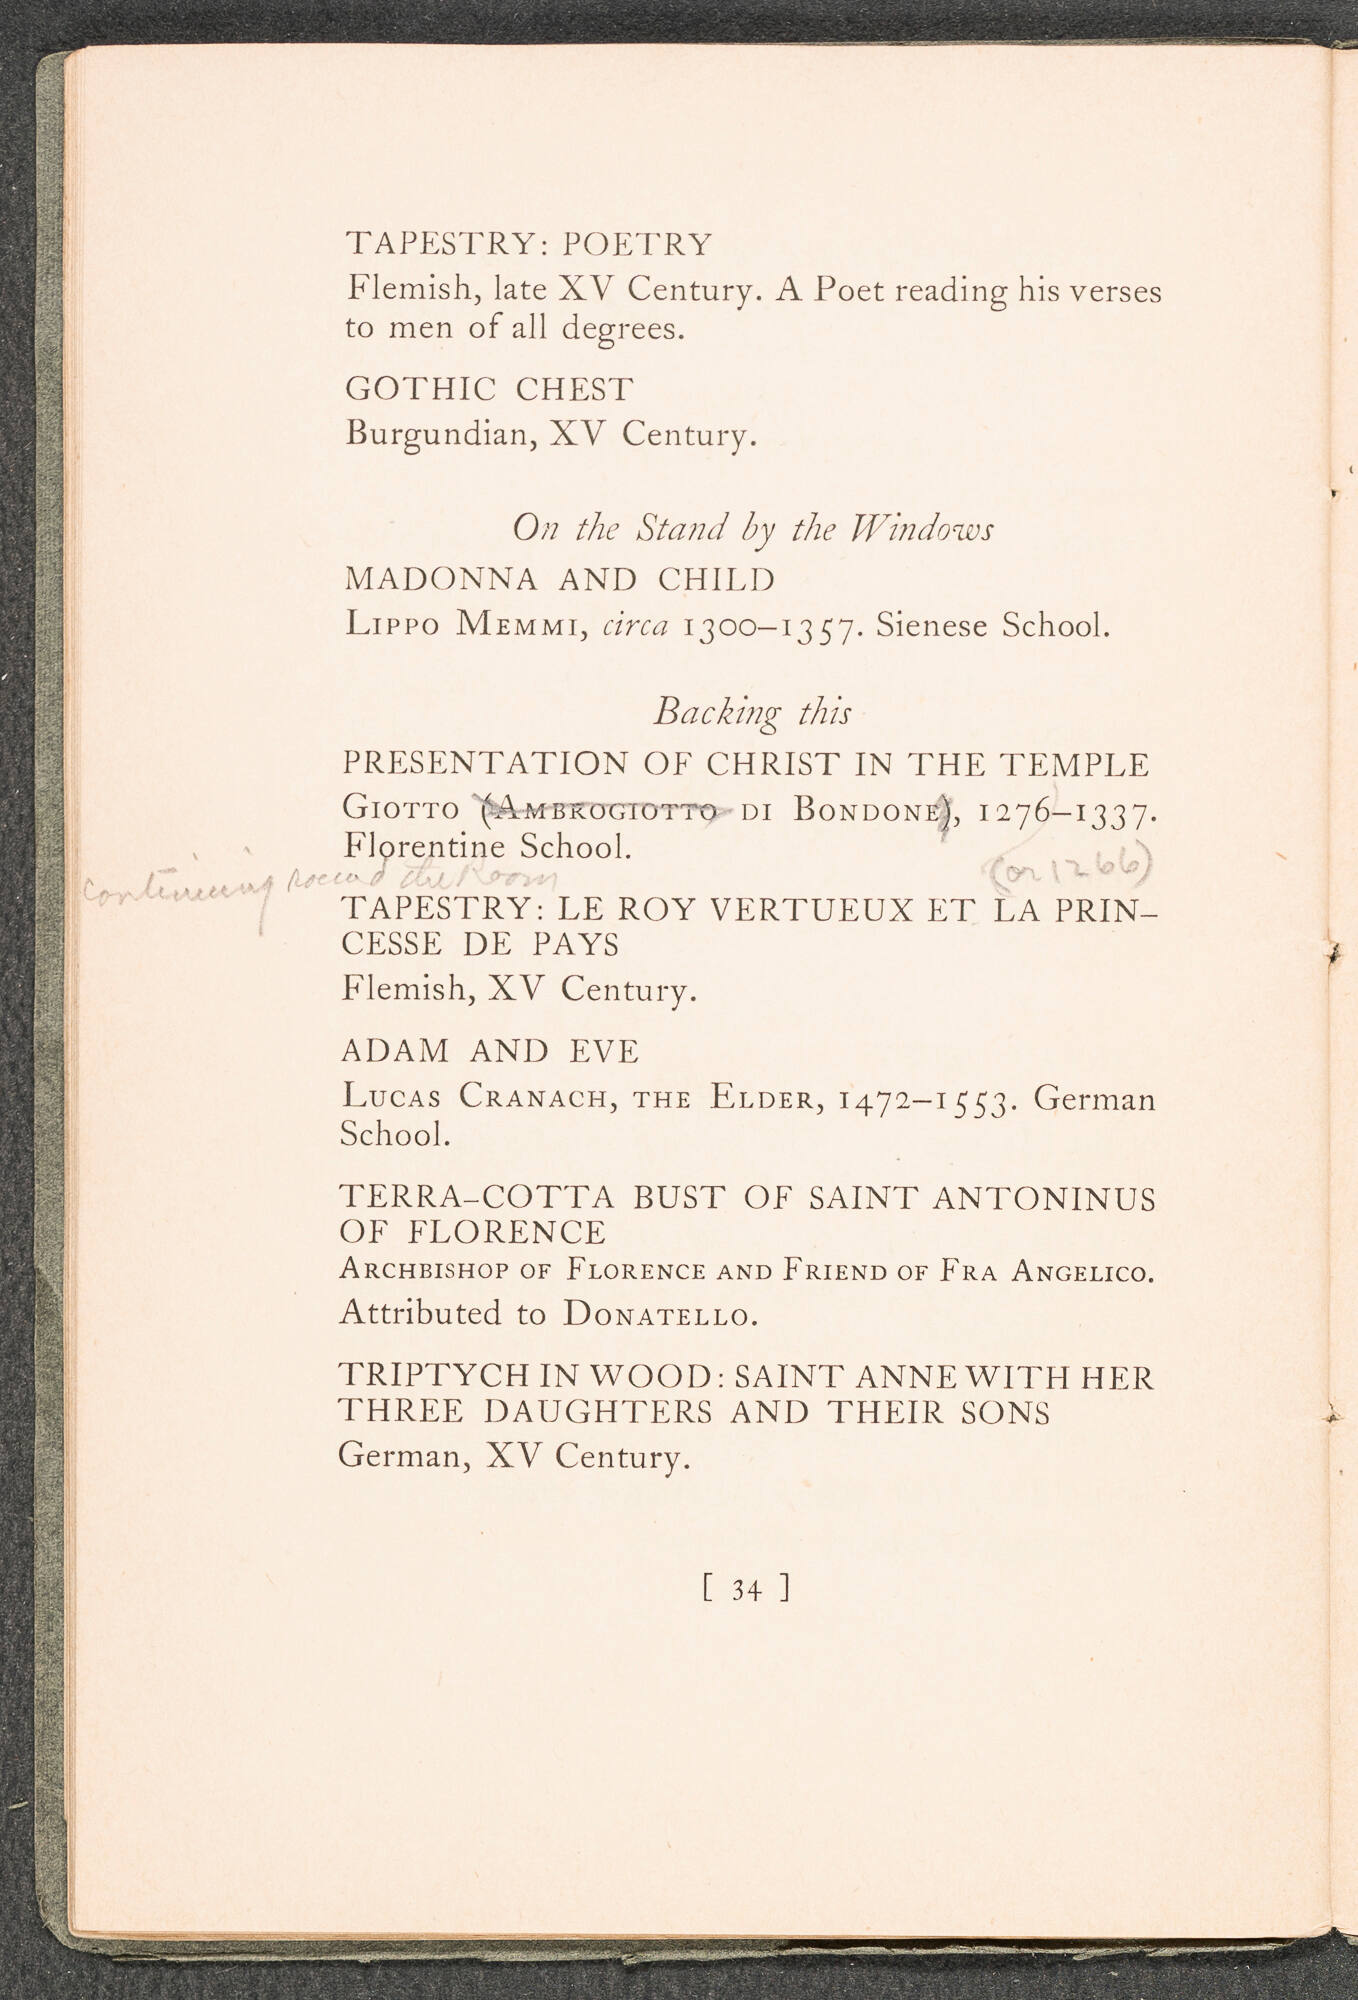 TAPESTRY: POETRY
Flemish, late XV Century. A Poet reading his verses
to men of all degrees.
GOTHIC CHEST
Burgundian, XV Century.
On the Stand by the Windows
MADONNA AND CHILD
LIPPO MEMMI, circa 1300–1357. Sienese School.
Backing this
PRESENTATION OF CHRIST IN THE TEMPLE
GIOTTO (AMBROGIOTTO DI BONDONE), 1276–1337.
Florentine School.
(or 1266)
continuing round the Room
TAPESTRY: LE ROY VERTUEUX ET LA PRIN–
CESSE DE PAYS
Flemish, XV Century.
ADAM AND EVE
LUCAS CRANACH, THE ELDER, 1472–1553. German
School.
TERRA–COTTA BUST OF SAINT ANTONINUS
OF FLORENCE
ARCHBISHOP OF FLORENCE AND FRIEND OF FRA ANGELICO.
Attributed to DONATELLO.
TRIPTYCH IN WOOD: SAINT ANNE WITH HER
THREE DAUGHTERS AND THEIR SONS
German, XV Century.
[ 34 ]